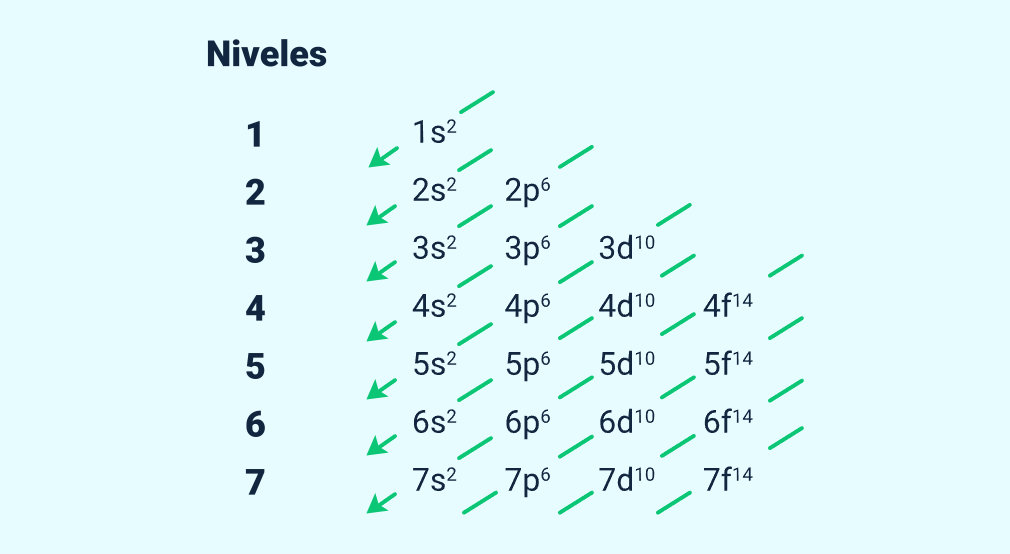 Niveles
1 1s²
2 2s² 2p⁶
3 3s² 3p⁶ 3d¹⁰
4 4s² 4p⁶ 4d¹⁰ 4f¹⁴
5 5s² 5p⁶ 5d¹⁰ 5f¹⁴
6 6s² 6p⁶ 6d¹⁰ 6f¹⁴
7 7s² 7p⁶ 7d¹⁰ 7f¹⁴